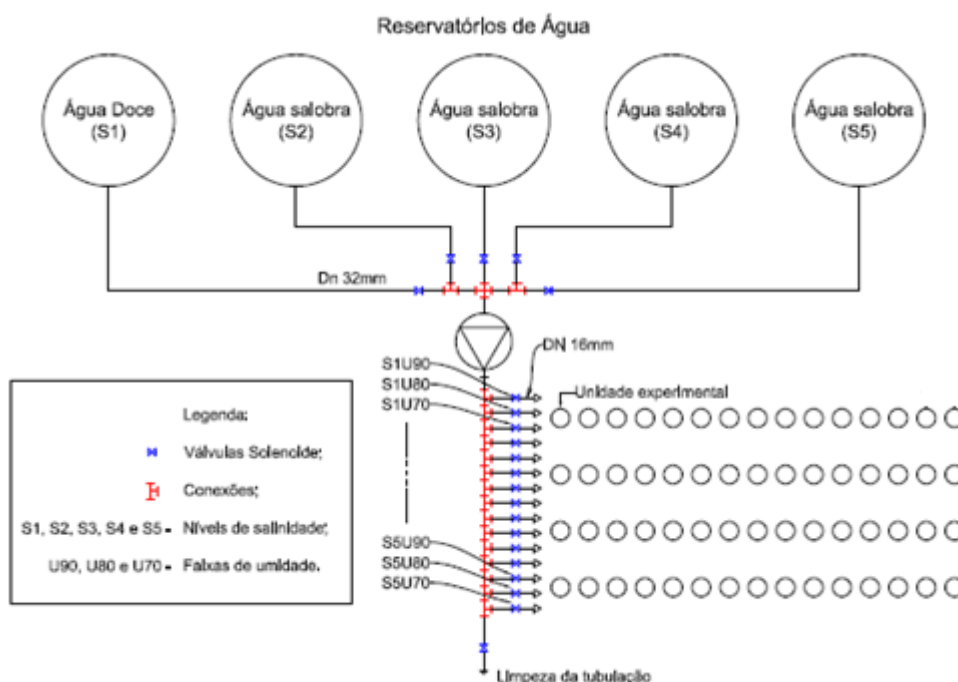 Reservatórios de Água
Água Doce
(S1)
Água salobra
(S2)
Água salobra
(S3)
Água salobra
(S4)
Água salobra
(S5)
Dn 32mm
DN 16mm
S1U90
S1U80
S1U70
Unidade experimental
Legenda:
Válvulas Solenoide;
Conexões;
S1, S2, S3, S4 e S5 - Níveis de salinidade;
U90, U80 e U70 - Faixas de umidade.
S5U90
S5U80
S5U70
Limpeza da tubulação